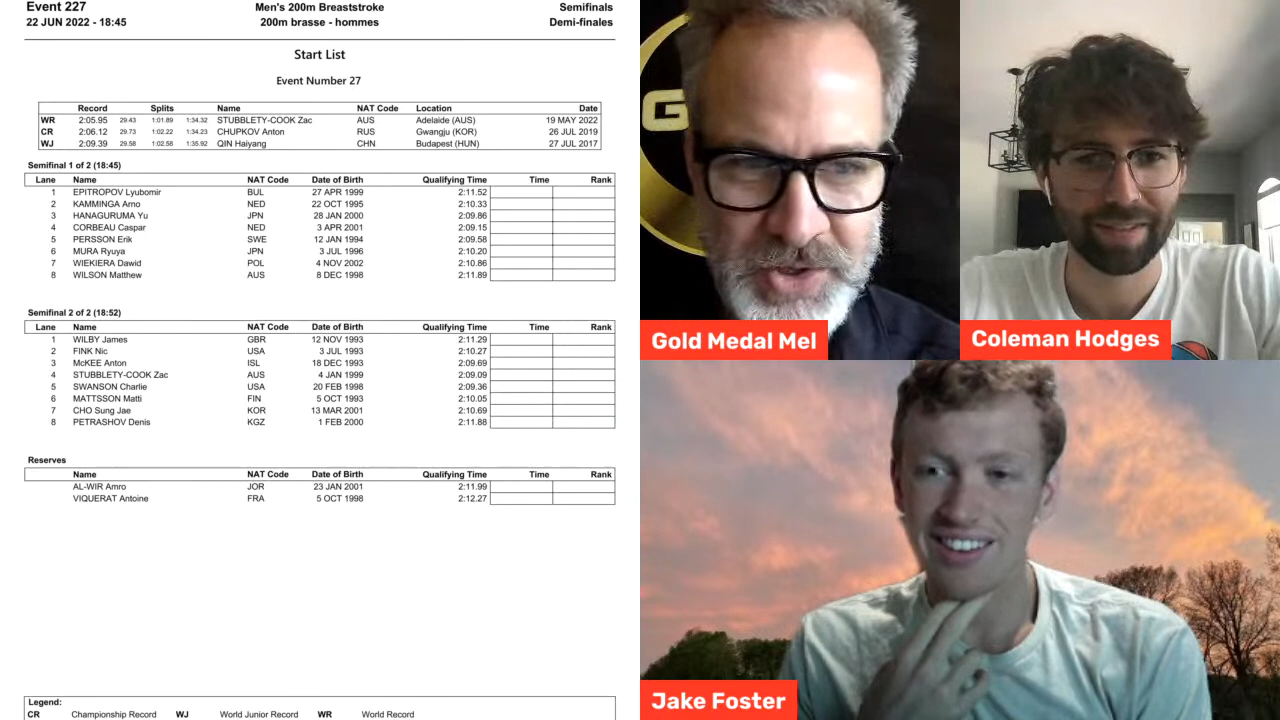 Event 227 Men's 200m Breaststroke Semifinals
22 JUN 2022 - 18:45 200m brasse - hommes Demi-finales
Start List
Event Number 27
Record Splits Name NAT Code Location Date
WR 2:05.95 29.43 1:01.89 1:34.32 STUBBLETY-COOK Zac AUS Adelaide (AUS) 19 MAY 2022
CR 2:06.12 29.73 1:02.22 1:34.23 CHUPKOV Anton RUS Gwangju (KOR) 26 JUL 2019
WJ 2:09.39 29.58 1:02.58 1:35.92 QIN Haiyang CHN Budapest (HUN) 27 JUL 2017
Semifinal 1 of 2 (18:45)
Lane Name NAT Code Date of Birth Qualifying Time Time Rank
1 EPITROPOV Lyubomir BUL 27 APR 1999 2:11.52
2 KAMMINGA Arno NED 22 OCT 1995 2:10.33
3 HANAGURUMA Yu JPN 28 JAN 2000 2:09.86
4 CORBEAU Caspar NED 3 APR 2001 2:09.15
5 PERSSON Erik SWE 12 JAN 1994 2:09.58
6 MURA Ryuya JPN 3 JUL 1996 2:10.20
7 WIEKIERA Dawid POL 4 NOV 2002 2:10.86
8 WILSON Matthew AUS 8 DEC 1998 2:11.89
Semifinal 2 of 2 (18:52)
Lane Name NAT Code Date of Birth Qualifying Time Time Rank
1 WILBY James GBR 12 NOV 1993 2:11.29
2 FINK Nic USA 3 JUL 1993 2:10.27
3 McKEE Anton ISL 18 DEC 1993 2:09.69
4 STUBBLETY-COOK Zac AUS 4 JAN 1999 2:09.09
5 SWANSON Charlie USA 20 FEB 1998 2:09.36
6 MATTSSON Matti FIN 5 OCT 1993 2:10.05
7 CHO Sung Jae KOR 13 MAR 2001 2:10.69
8 PETRASHOV Denis KGZ 1 FEB 2000 2:11.88
Reserves
Name NAT Code Date of Birth Qualifying Time Time Rank
AL-WIR Amro JOR 23 JAN 2001 2:11.99
VIQUERAT Antoine FRA 5 OCT 1998 2:12.27
Legend:
CR Championship Record WJ World Junior Record WR World Record
G
Gold Medal Mel
Coleman Hodges
Jake Foster